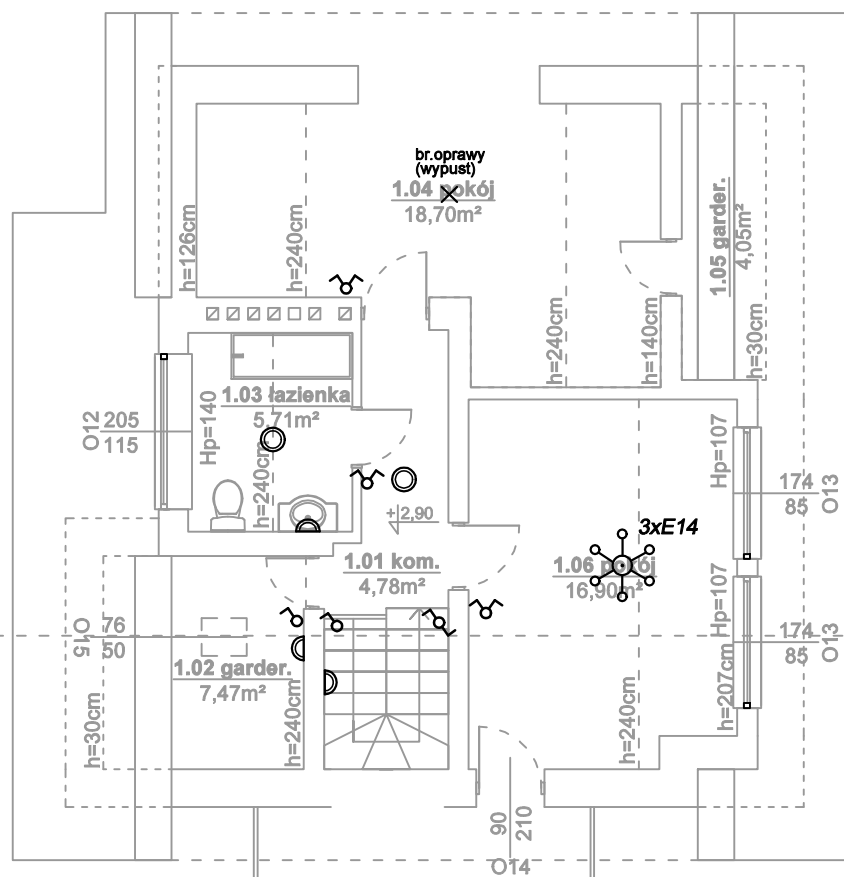 br.oprawy
(wypust)
1.04 pokój
18,70m²
h=126cm
h=240cm
1.05 garder.
4,05m²
h=240cm
h=140cm
h=30cm
1.03 łazienka
5,71m²
Hp=140
h=240cm
O12
205
115
Hp=107
174
85
O13
+2,90
3xE14
1.01 kom.
4,78m²
1.06 pokój
16,90m²
Hp=107
174
85
O13
h=207cm
O15
76
50
1.02 garder.
7,47m²
h=30cm
h=240cm
h=240cm
90
210
O14